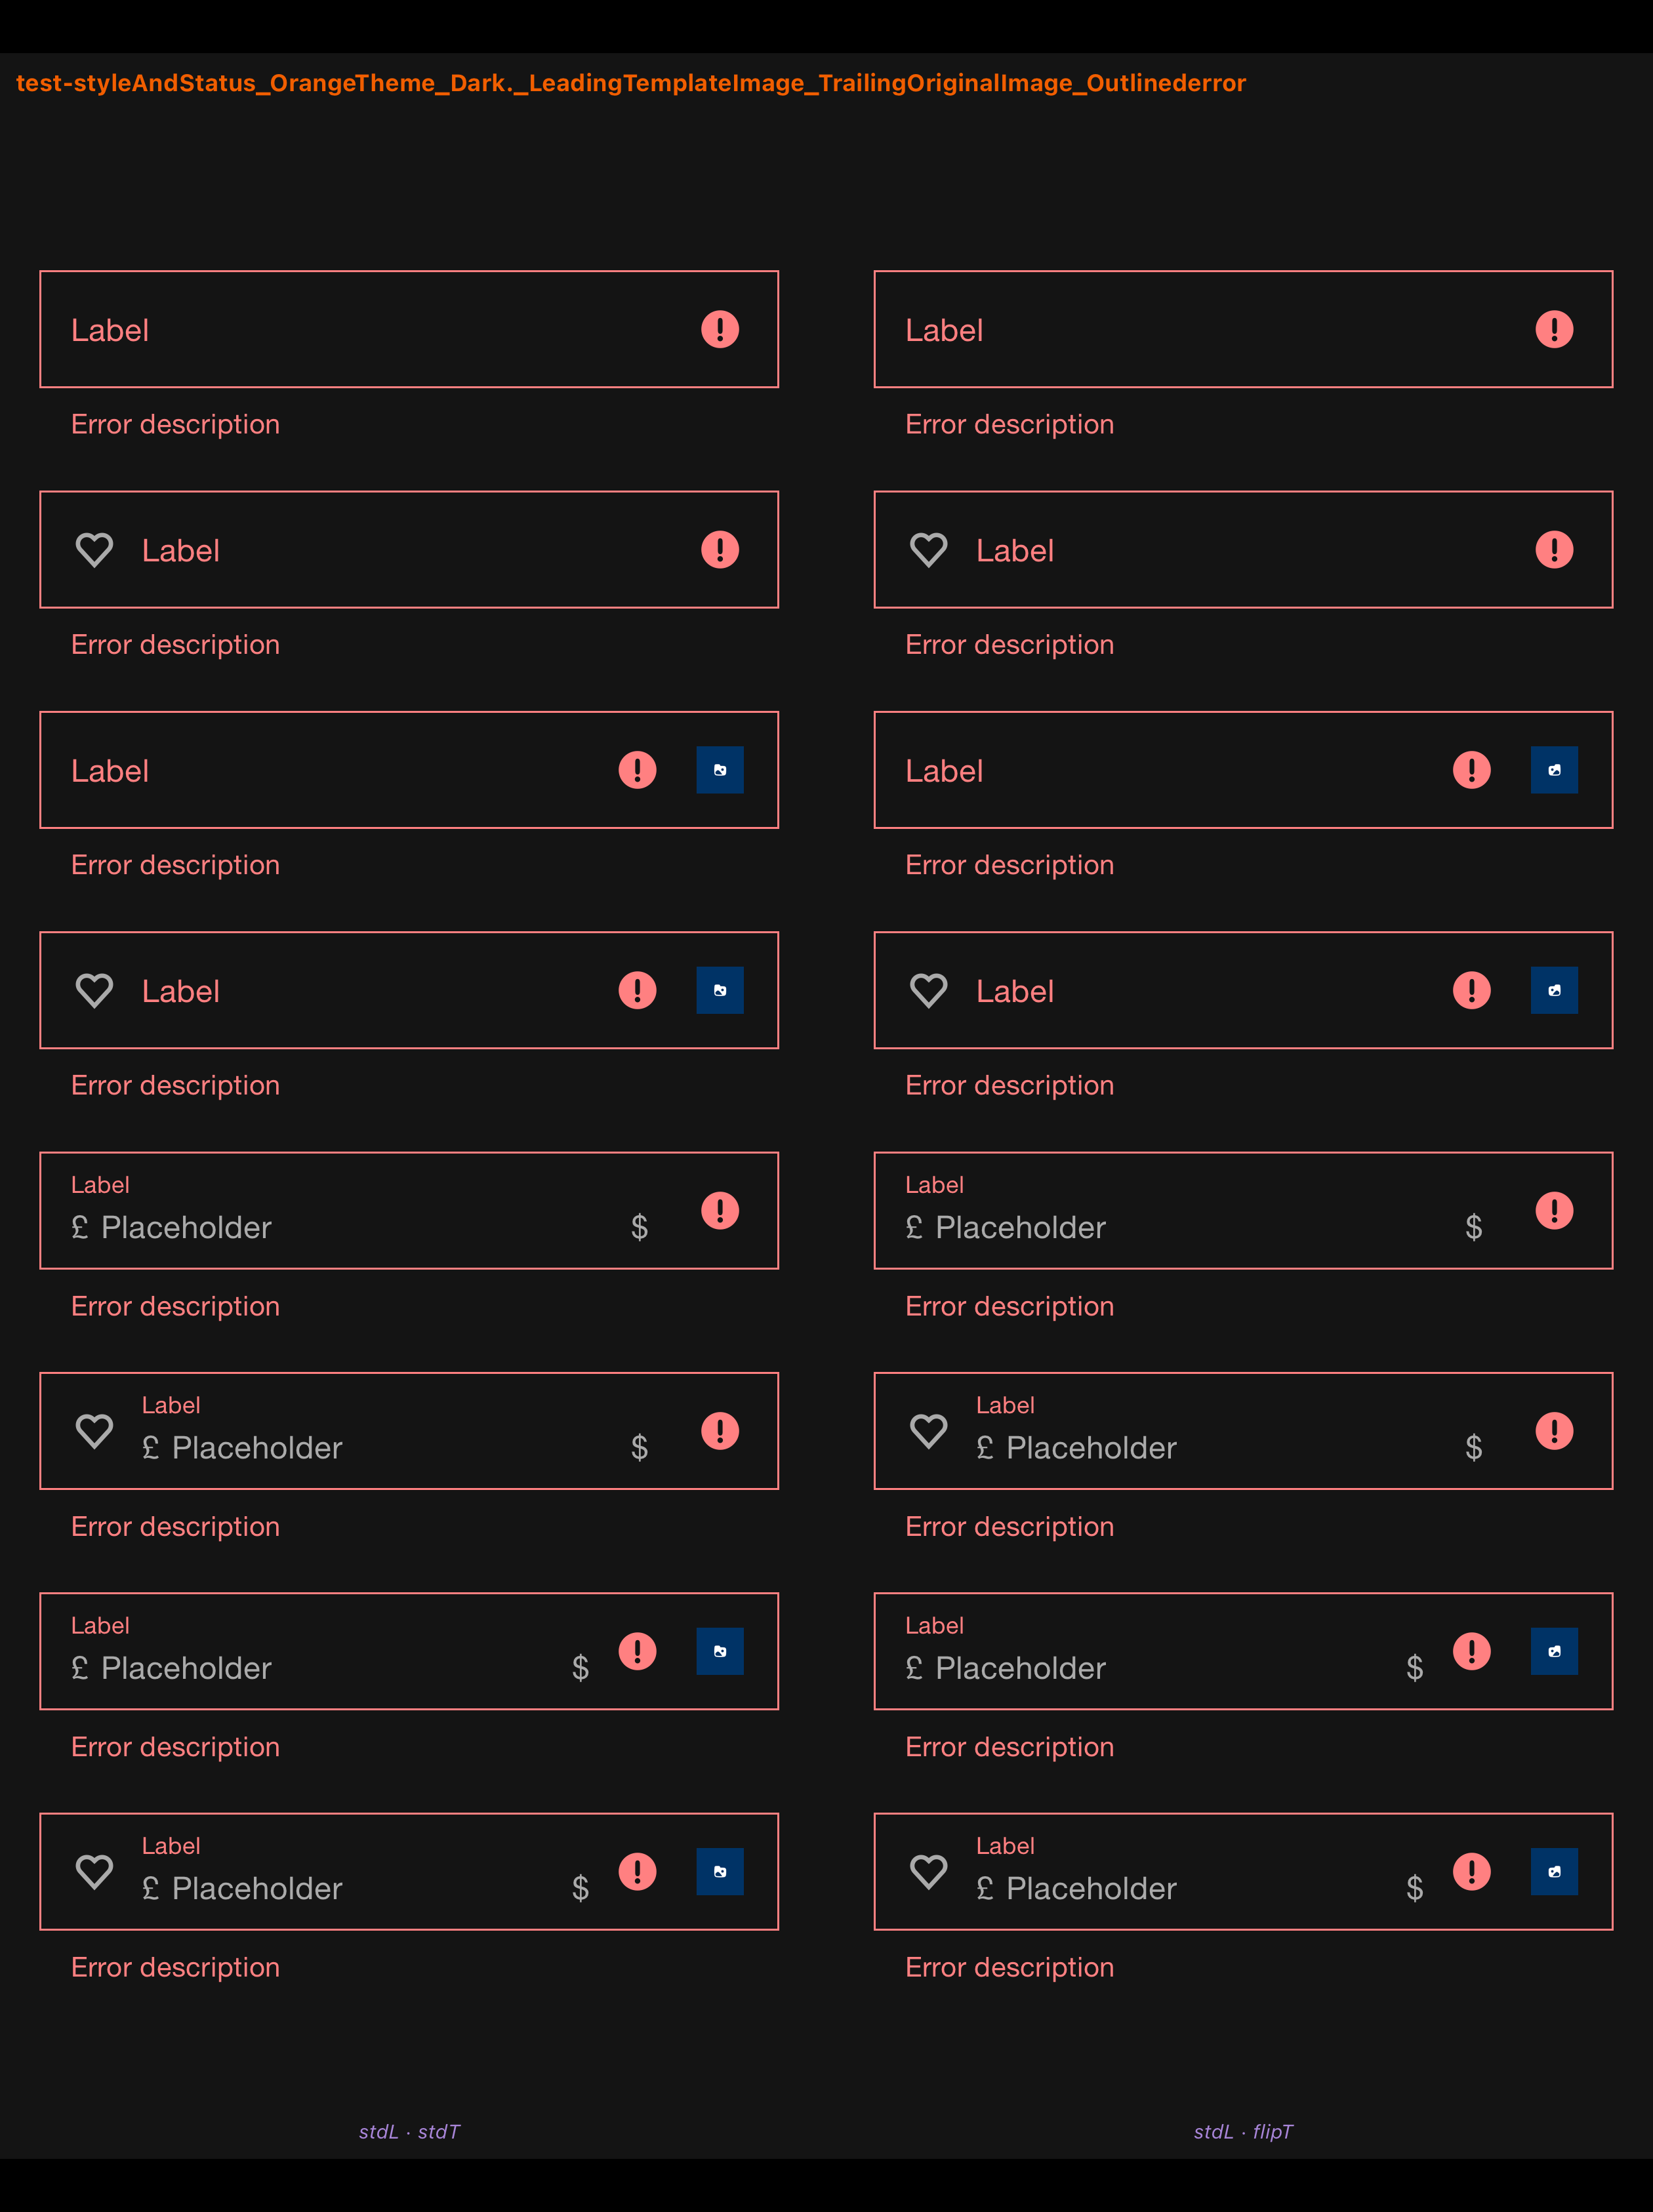 test-styleAndStatus_OrangeTheme_Dark._LeadingTemplateImage_TrailingOriginalImage_Outlinederror
Label
Label
Error description
Error description
Label
Label
Error description
Error description
Label
Label
Error description
Error description
Label
Label
Error description
Error description
Label
Label
£ Placeholder $
£ Placeholder $
Error description
Error description
Label
Label
£ Placeholder $
£ Placeholder $
Error description
Error description
Label
Label
£ Placeholder $
£ Placeholder $
Error description
Error description
Label
Label
£ Placeholder $
£ Placeholder $
Error description
Error description
stdL · stdT
stdL · flipT